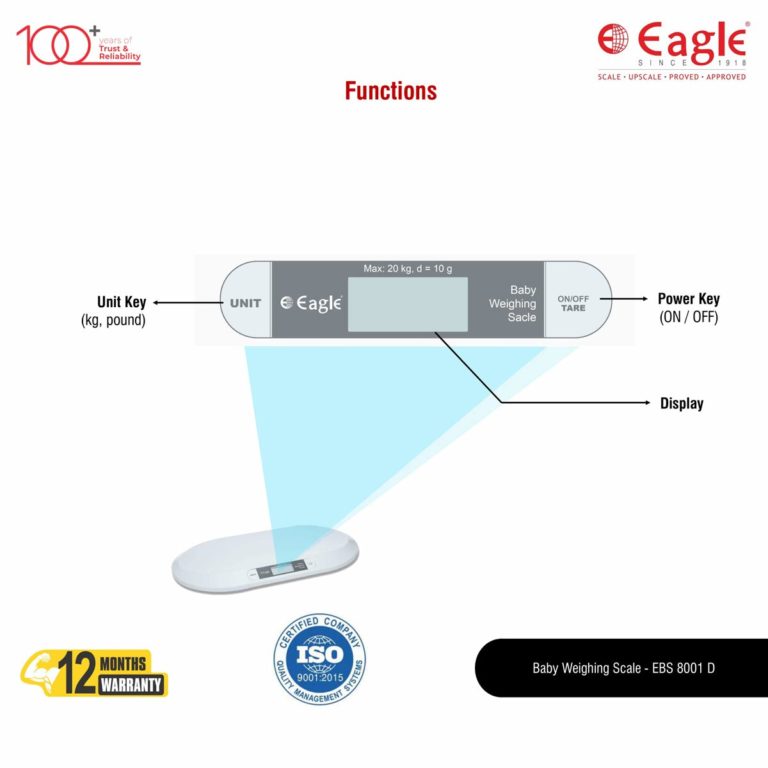 100+ years of
Trust &
Reliability
Eagle®
SINCE 1918
SCALE • UPSCALE • PROVED • APPROVED
Functions
Max: 20 kg, d = 10 g
Unit Key
(kg, pound)
UNIT
Eagle
Baby
Weighing
Sacle
ON/OFF
TARE
Power Key
(ON / OFF)
Display
12 MONTHS
WARRANTY
CERTIFIED COMPANY
ISO
9001:2015
QUALITY MANAGEMENT SYSTEMS
Baby Weighing Scale - EBS 8001 D